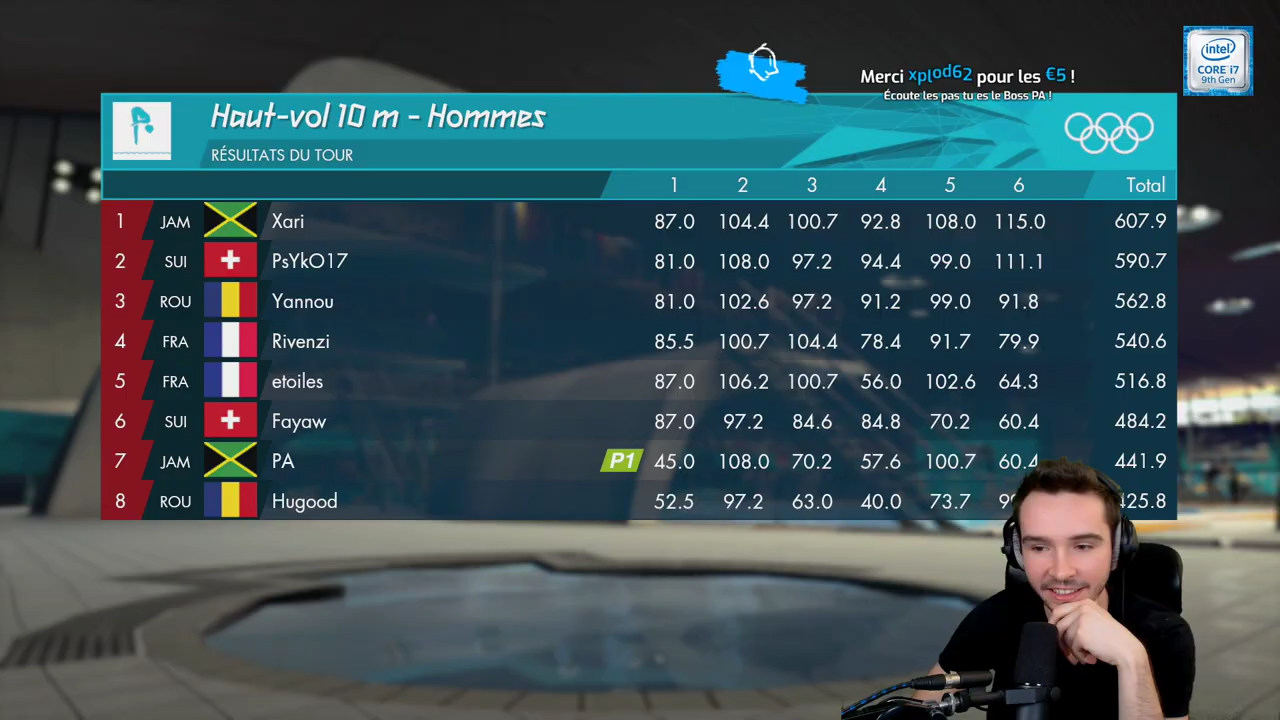 intel
CORE i7
9th Gen
Merci xplod62 pour les €5 !
Écoute les pas tu es le Boss PA !
Haut-vol 10 m - Hommes
RÉSULTATS DU TOUR
1 2 3 4 5 6 Total
1 JAM Xari 87.0 104.4 100.7 92.8 108.0 115.0 607.9
2 SUI PsYkO17 81.0 108.0 97.2 94.4 99.0 111.1 590.7
3 ROU Yannou 81.0 102.6 97.2 91.2 99.0 91.8 562.8
4 FRA Rivenzi 85.5 100.7 104.4 78.4 91.7 79.9 540.6
5 FRA etoiles 87.0 106.2 100.7 56.0 102.6 64.3 516.8
6 SUI Fayaw 87.0 97.2 84.6 84.8 70.2 60.4 484.2
7 JAM PA P1 45.0 108.0 70.2 57.6 100.7 60.4 441.9
8 ROU Hugood 52.5 97.2 63.0 40.0 73.7 425.8